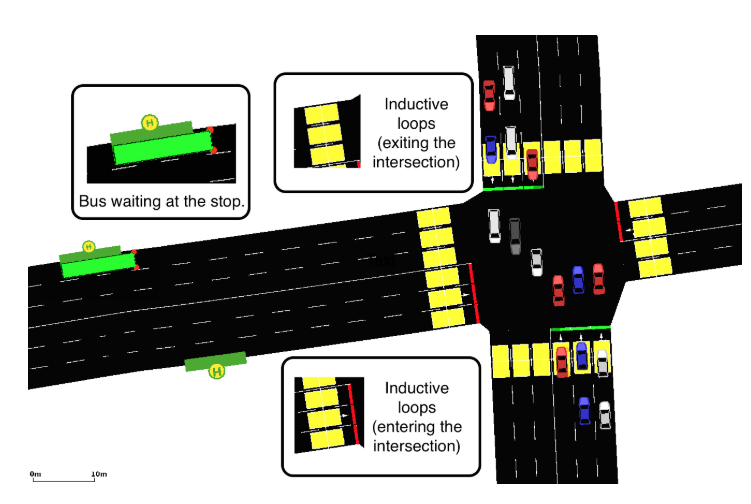 H
Bus waiting at the stop.
Inductive
loops
(exiting the
intersection)
H
H
Inductive
loops
(entering the
intersection)
0m 10m